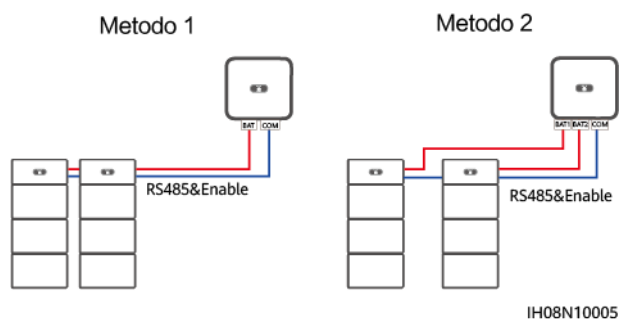 Metodo 1
Metodo 2
BAT COM
BAT1 BAT2 COM
RS485&Enable
RS485&Enable
IH08N10005